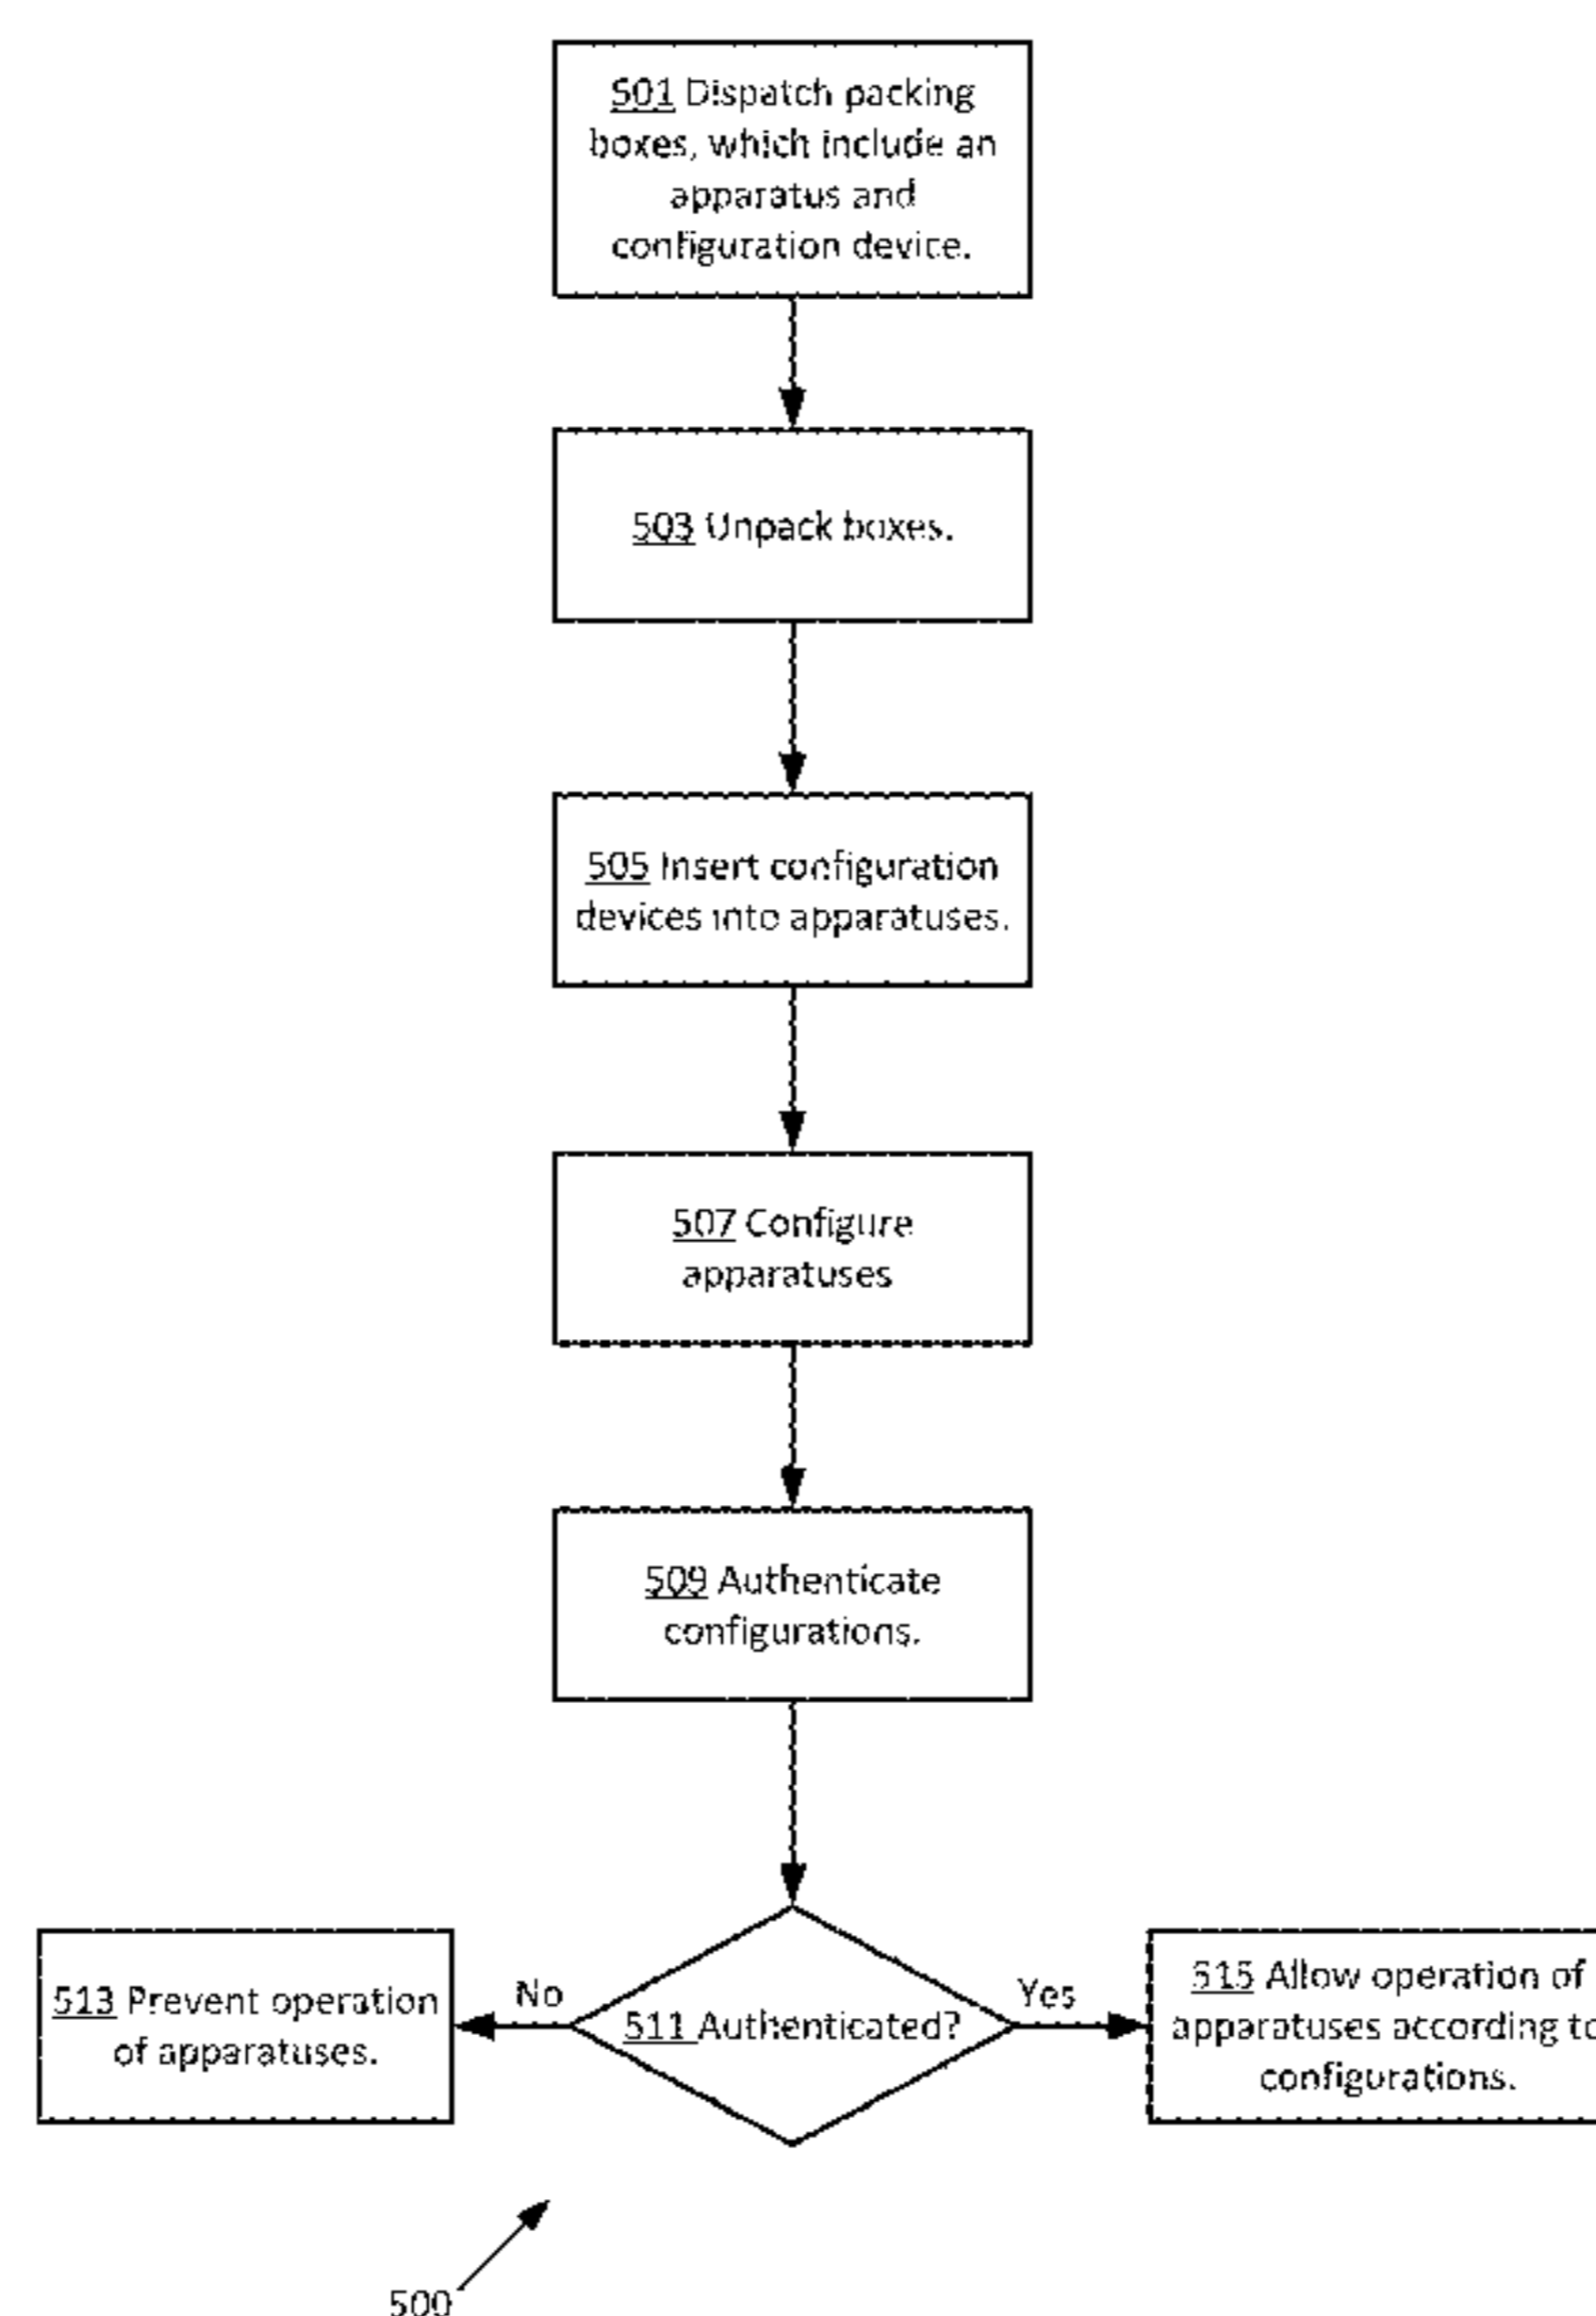 501 Dispatch packing
boxes, which include an
apparatus and
configuration device.
503 Unpack boxes.
505 Insert configuration
devices into apparatuses.
507 Configure
apparatuses
509 Authenticate
configurations.
511 Authenticated?
No
Yes
513 Prevent operation
of apparatuses.
515 Allow operation of
apparatuses according to
configurations.
500